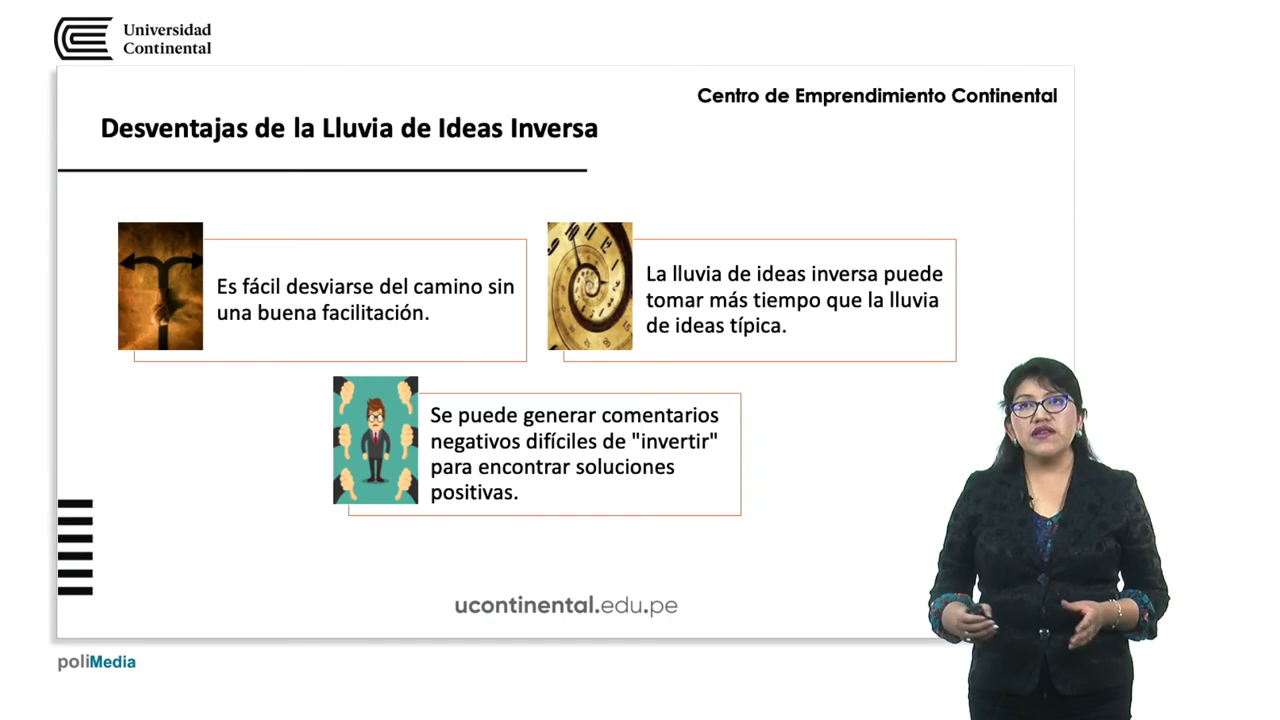 Universidad
Continental
Centro de Emprendimiento Continental
Desventajas de la Lluvia de Ideas Inversa
Es fácil desviarse del camino sin
una buena facilitación.
La lluvia de ideas inversa puede
tomar más tiempo que la lluvia
de ideas típica.
Se puede generar comentarios
negativos difíciles de "invertir"
para encontrar soluciones
positivas.
ucontinental.edu.pe
poliMedia